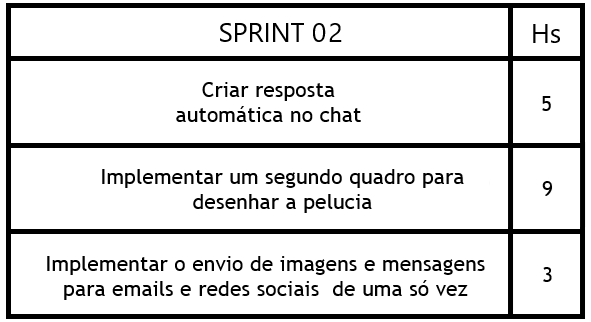 SPRINT 02 Hs
Criar resposta
automática no chat
5
Implementar um segundo quadro para
desenhar a pelucia
9
Implementar o envio de imagens e mensagens
para emails e redes sociais de uma só vez
3